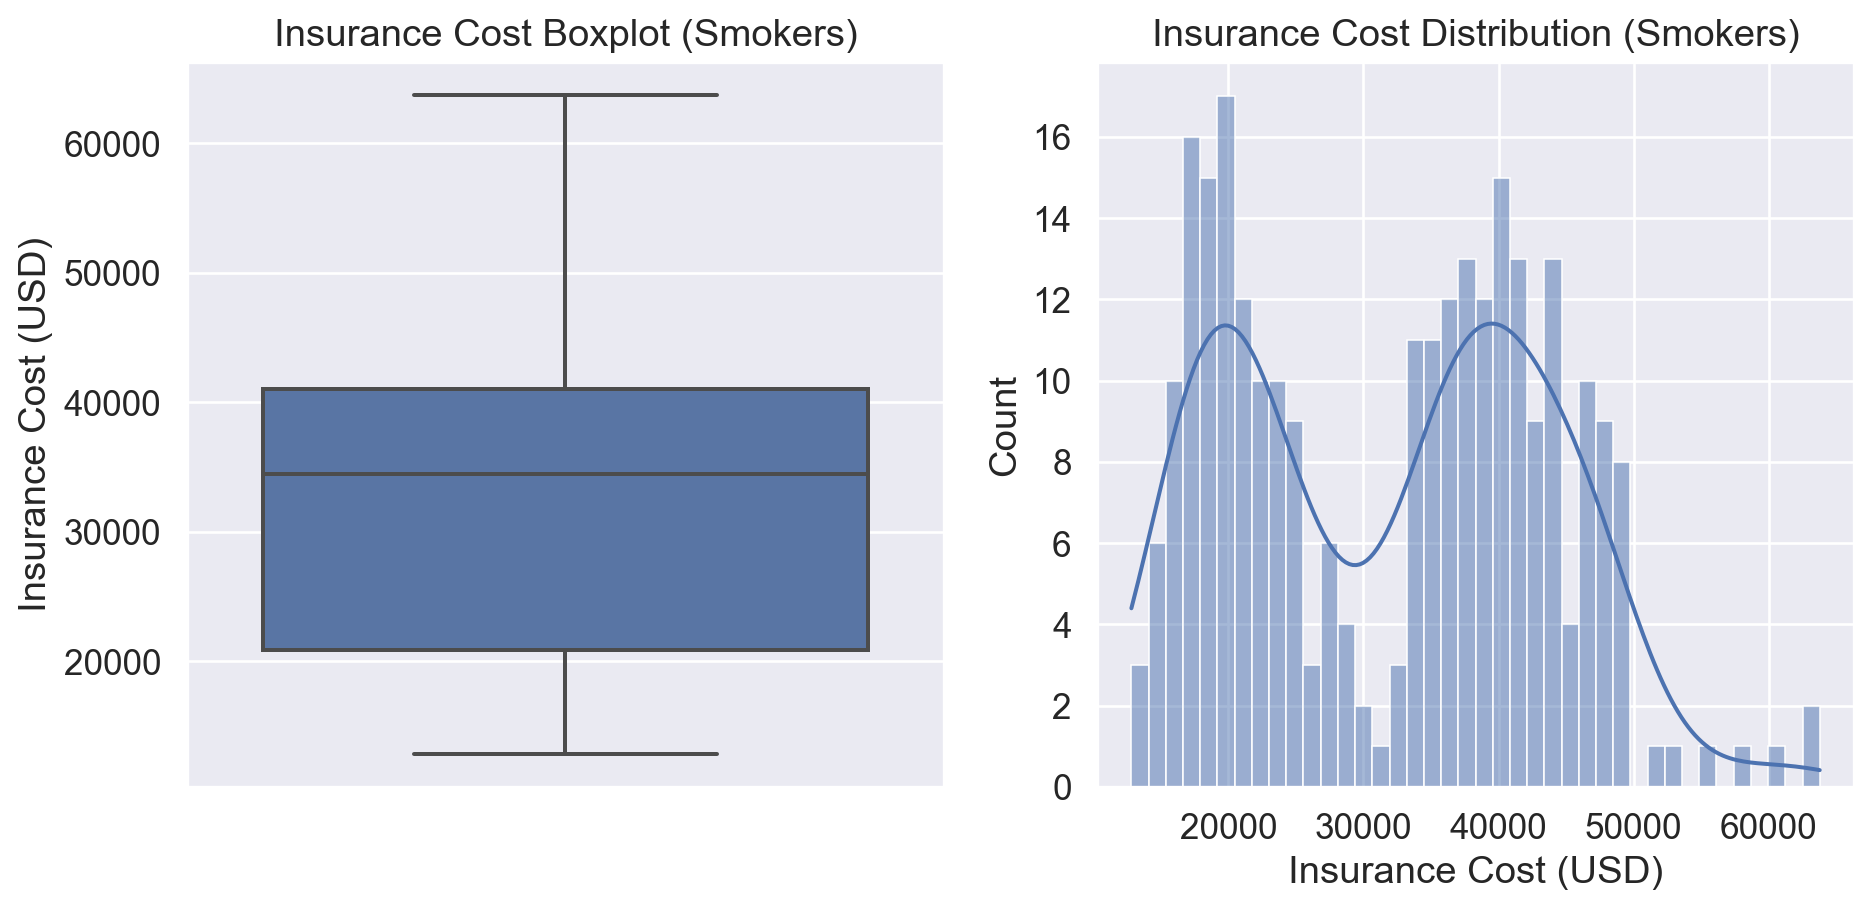 Insurance Cost Boxplot (Smokers)
Insurance Cost (USD)
60000
50000
40000
30000
20000
Insurance Cost Distribution (Smokers)
Count
16
14
12
10
8
6
4
2
0
20000 30000 40000 50000 60000
Insurance Cost (USD)